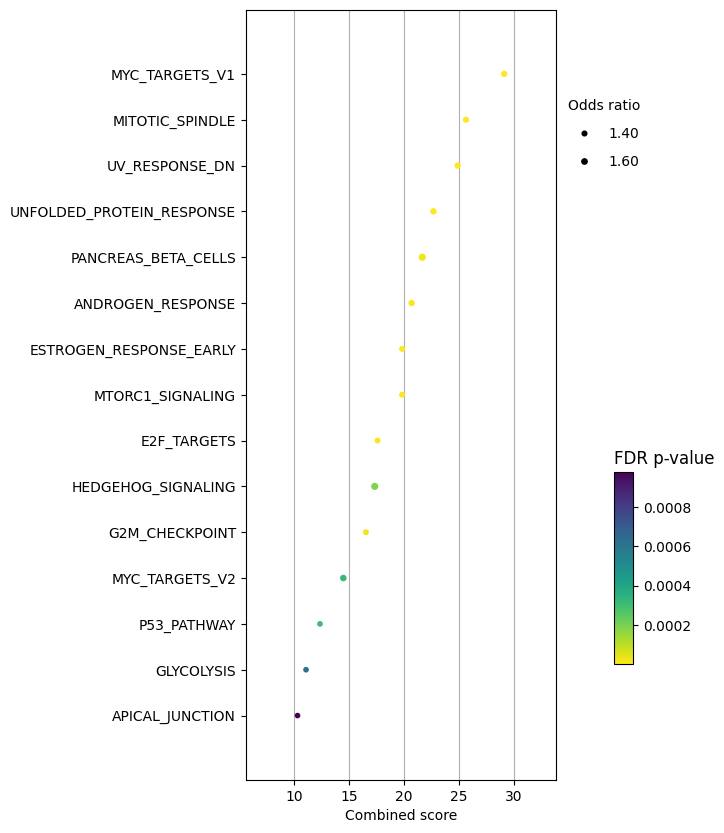 MYC_TARGETS_V1
MITOTIC_SPINDLE
UV_RESPONSE_DN
UNFOLDED_PROTEIN_RESPONSE
PANCREAS_BETA_CELLS
ANDROGEN_RESPONSE
ESTROGEN_RESPONSE_EARLY
MTORC1_SIGNALING
E2F_TARGETS
HEDGEHOG_SIGNALING
G2M_CHECKPOINT
MYC_TARGETS_V2
P53_PATHWAY
GLYCOLYSIS
APICAL_JUNCTION
10 15 20 25 30
Combined score
Odds ratio
1.40
1.60
FDR p-value
0.0008
0.0006
0.0004
0.0002